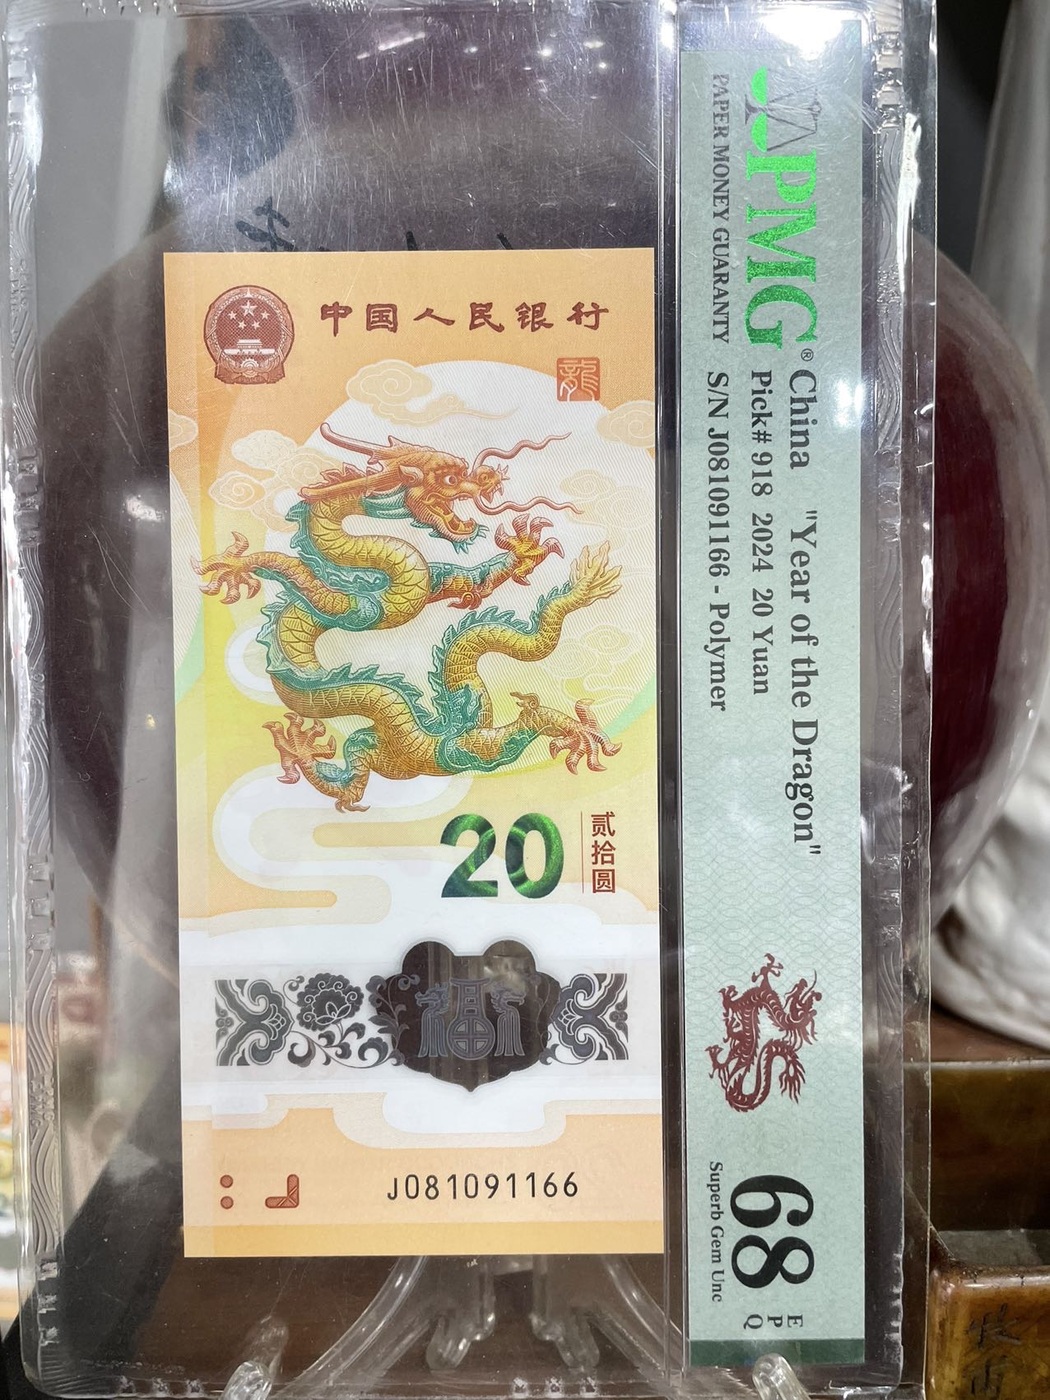 中国人民银行
龍
20
贰拾圆
J081091166
PMG®
PAPER MONEY GUARANTY
China "Year of the Dragon"
Pick# 918 2024 20 Yuan
S/N J081091166 - Polymer
68
EPQ
Superb Gem Unc